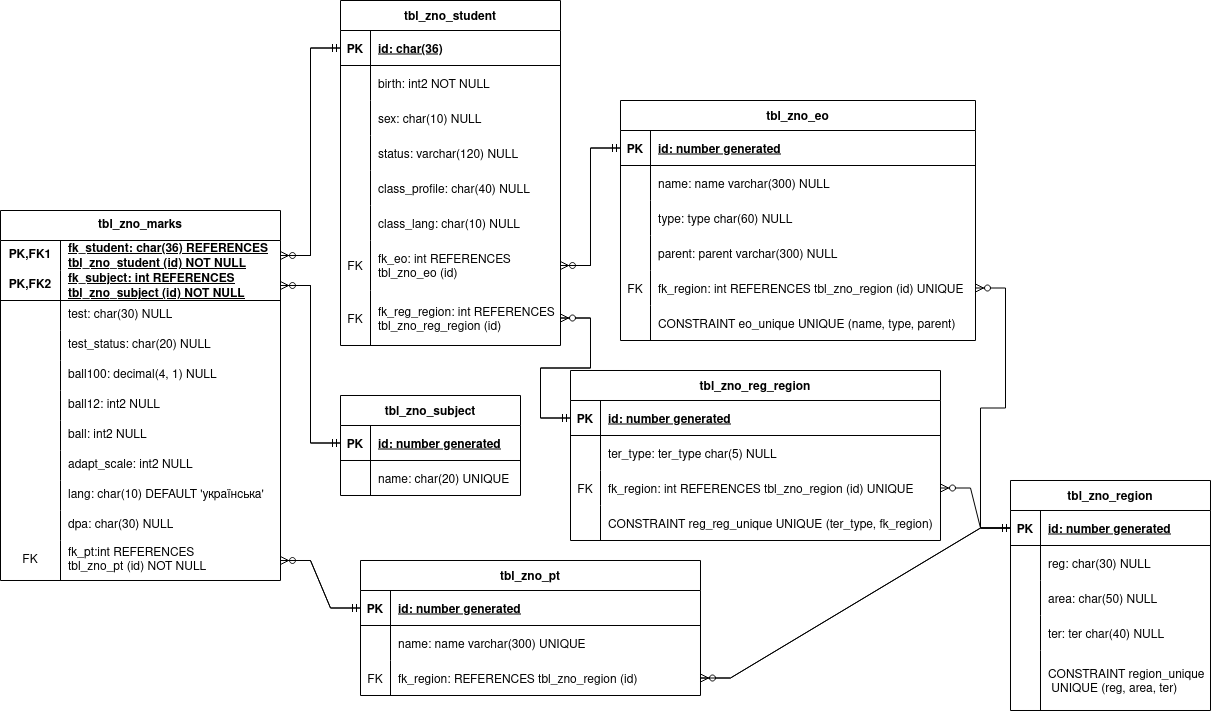 tbl_zno_student
PK id: char(36)
birth: int2 NOT NULL
sex: char(10) NULL
status: varchar(120) NULL
class_profile: char(40) NULL
class_lang: char(10) NULL
FK fk_eo: int REFERENCES
tbl_zno_eo (id)
FK fk_reg_region: int REFERENCES
tbl_zno_reg_region (id)
tbl_zno_eo
PK id: number generated
name: name varchar(300) NULL
type: type char(60) NULL
parent: parent varchar(300) NULL
FK fk_region: int REFERENCES tbl_zno_region (id) UNIQUE
CONSTRAINT eo_unique UNIQUE (name, type, parent)
tbl_zno_marks
PK,FK1 fk_student: char(36) REFERENCES
tbl_zno_student (id) NOT NULL
PK,FK2 fk_subject: int REFERENCES
tbl_zno_subject (id) NOT NULL
test: char(30) NULL
test_status: char(20) NULL
ball100: decimal(4, 1) NULL
ball12: int2 NULL
ball: int2 NULL
adapt_scale: int2 NULL
lang: char(10) DEFAULT 'українська'
dpa: char(30) NULL
FK fk_pt:int REFERENCES
tbl_zno_pt (id) NOT NULL
tbl_zno_subject
PK id: number generated
name: char(20) UNIQUE
tbl_zno_reg_region
PK id: number generated
ter_type: ter_type char(5) NULL
FK fk_region: int REFERENCES tbl_zno_region (id) UNIQUE
CONSTRAINT reg_reg_unique UNIQUE (ter_type, fk_region)
tbl_zno_region
PK id: number generated
reg: char(30) NULL
area: char(50) NULL
ter: ter char(40) NULL
CONSTRAINT region_unique
UNIQUE (reg, area, ter)
tbl_zno_pt
PK id: number generated
name: name varchar(300) UNIQUE
FK fk_region: REFERENCES tbl_zno_region (id)